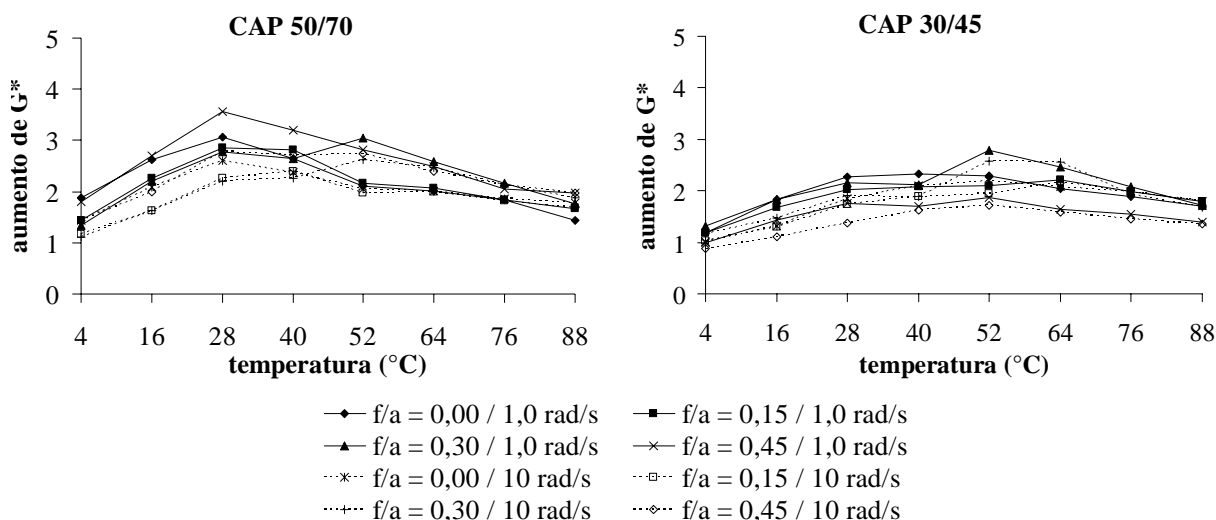 CAP 50/70
5
4
3
2
1
0
aumento de G*
4 16 28 40 52 64 76 88
temperatura (°C)
CAP 30/45
5
4
3
2
1
0
aumento de G*
4 16 28 40 52 64 76 88
temperatura (°C)
f/a = 0,00 / 1,0 rad/s
f/a = 0,15 / 1,0 rad/s
f/a = 0,30 / 1,0 rad/s
f/a = 0,45 / 1,0 rad/s
f/a = 0,00 / 10 rad/s
f/a = 0,15 / 10 rad/s
f/a = 0,30 / 10 rad/s
f/a = 0,45 / 10 rad/s